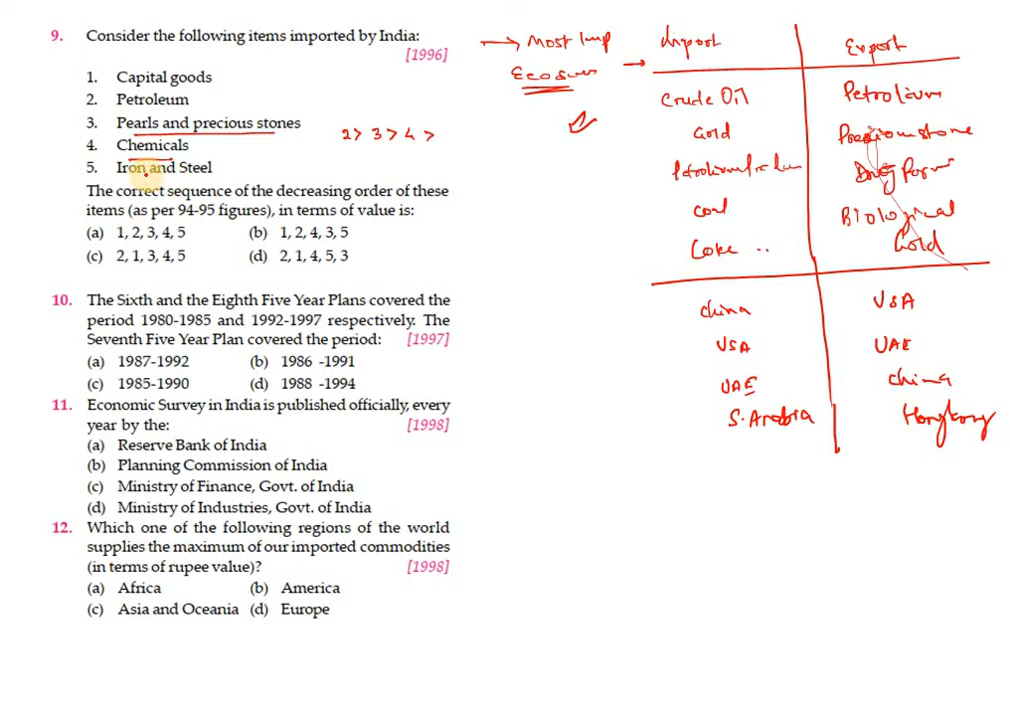 9. Consider the following items imported by India:
[1996]
1. Capital goods
2. Petroleum
3. Pearls and precious stones
4. Chemicals
5. Iron and Steel
The correct sequence of the decreasing order of these
items (as per 94-95 figures), in terms of value is:
(a) 1, 2, 3, 4, 5 (b) 1, 2, 4, 3, 5
(c) 2, 1, 3, 4, 5 (d) 2, 1, 4, 5, 3
10. The Sixth and the Eighth Five Year Plans covered the
period 1980-1985 and 1992-1997 respectively. The
Seventh Five Year Plan covered the period: [1997]
(a) 1987-1992 (b) 1986 -1991
(c) 1985-1990 (d) 1988 -1994
11. Economic Survey in India is published officially, every
year by the: [1998]
(a) Reserve Bank of India
(b) Planning Commission of India
(c) Ministry of Finance, Govt. of India
(d) Ministry of Industries, Govt. of India
12. Which one of the following regions of the world
supplies the maximum of our imported commodities
(in terms of rupee value)? [1998]
(a) Africa (b) America
(c) Asia and Oceania (d) Europe
2 > 3 > 4 >
→ Most Imp
→ Import Export
Crude Oil Petrolium
Gold stone
coal Biological
Coke .. Gold
China USA
USA UAE
UAE China
S. Arabia Hongkong